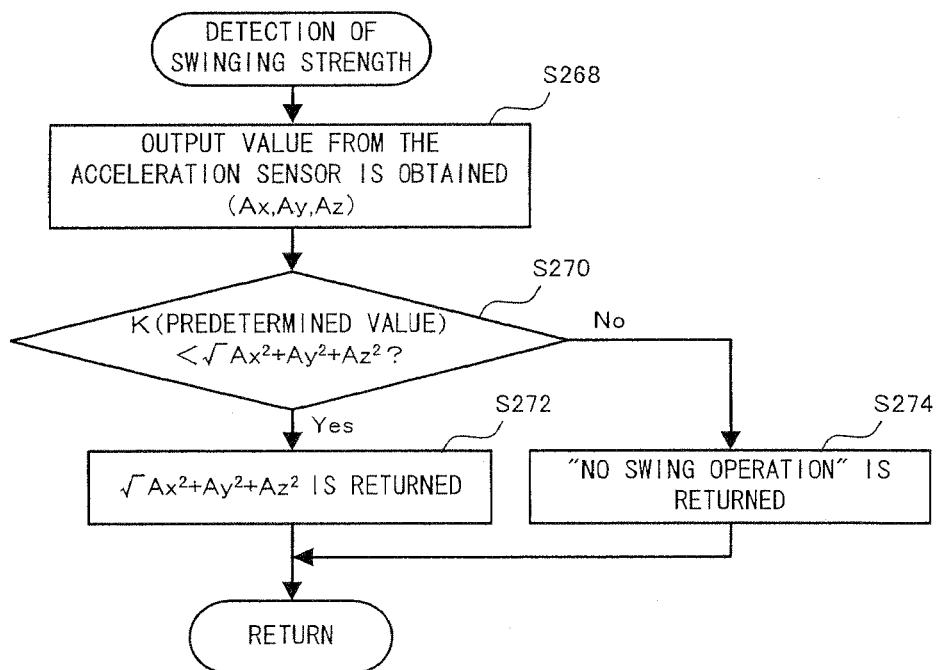 DETECTION OF
SWINGING STRENGTH
S268
OUTPUT VALUE FROM THE
ACCELERATION SENSOR IS OBTAINED
(Ax,Ay,Az)
S270
K(PREDETERMINED VALUE)
<√Ax²+Ay²+Az²?
No
Yes
S272
√Ax²+Ay²+Az² IS RETURNED
S274
"NO SWING OPERATION" IS
RETURNED
RETURN